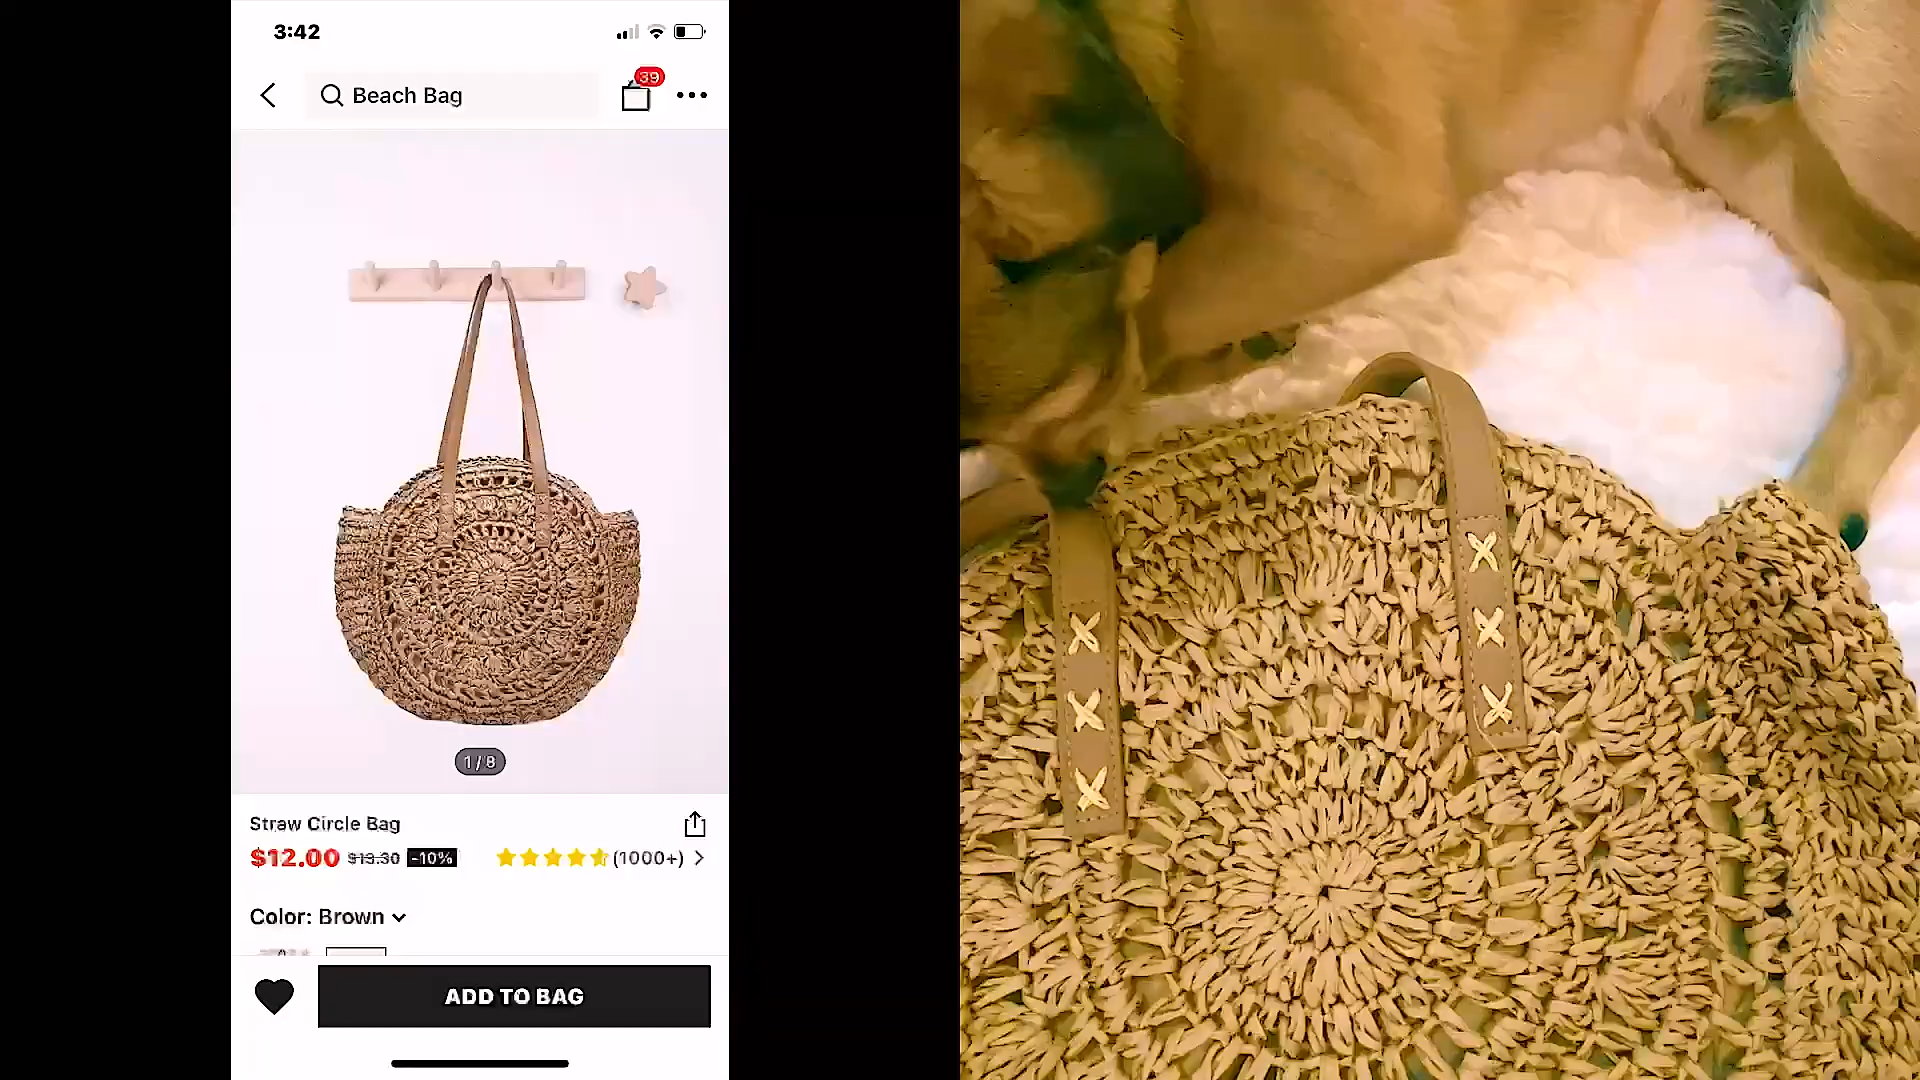 3:42
Beach Bag
39
1/8
Straw Circle Bag
$12.00 $13.30 -10% (1000+)
Color: Brown
ADD TO BAG